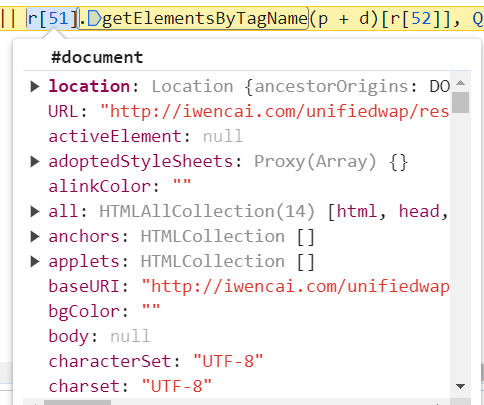 || r[51].getElementsByTagName(p + d)[r[52]], Q
#document
location: Location {ancestorOrigins: DO
URL: "http://iwencai.com/unifiedwap/res
activeElement: null
adoptedStyleSheets: Proxy(Array) {}
alinkColor: ""
all: HTMLAllCollection(14) [html, head,
anchors: HTMLCollection []
applets: HTMLCollection []
baseURI: "http://iwencai.com/unifiedwap
bgColor: ""
body: null
characterSet: "UTF-8"
charset: "UTF-8"